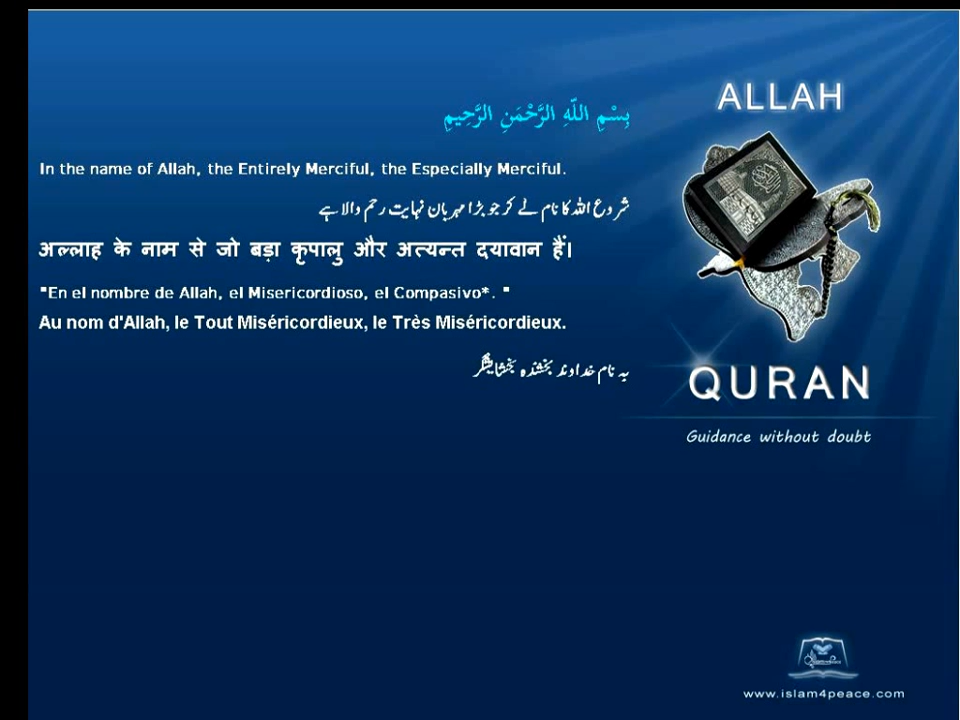 بِسْمِ اللّهِ الرَّحْمَنِ الرَّحِيمِ
In the name of Allah, the Entirely Merciful, the Especially Merciful.
شروع الله کا نام لے کر جو بڑا مہربان نہایت رحم والا ہے
अल्लाह के नाम से जो बड़ा कृपालु और अत्यन्त दयावान हैं।
"En el nombre de Allah, el Misericordioso, el Compasivo*. "
Au nom d'Allah, le Tout Miséricordieux, le Très Miséricordieux.
به نام خداوند بخشنده بخشایشگر
ALLAH
QURAN
Guidance without doubt
www.islam4peace.com